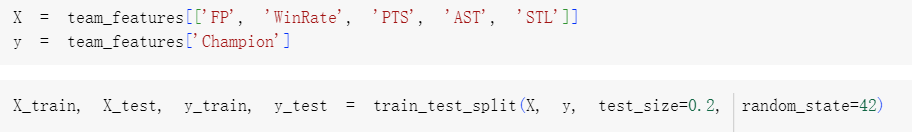 X = team_features[['FP', 'WinRate', 'PTS', 'AST', 'STL']]
y = team_features['Champion']
X_train, X_test, y_train, y_test = train_test_split(X, y, test_size=0.2, random_state=42)